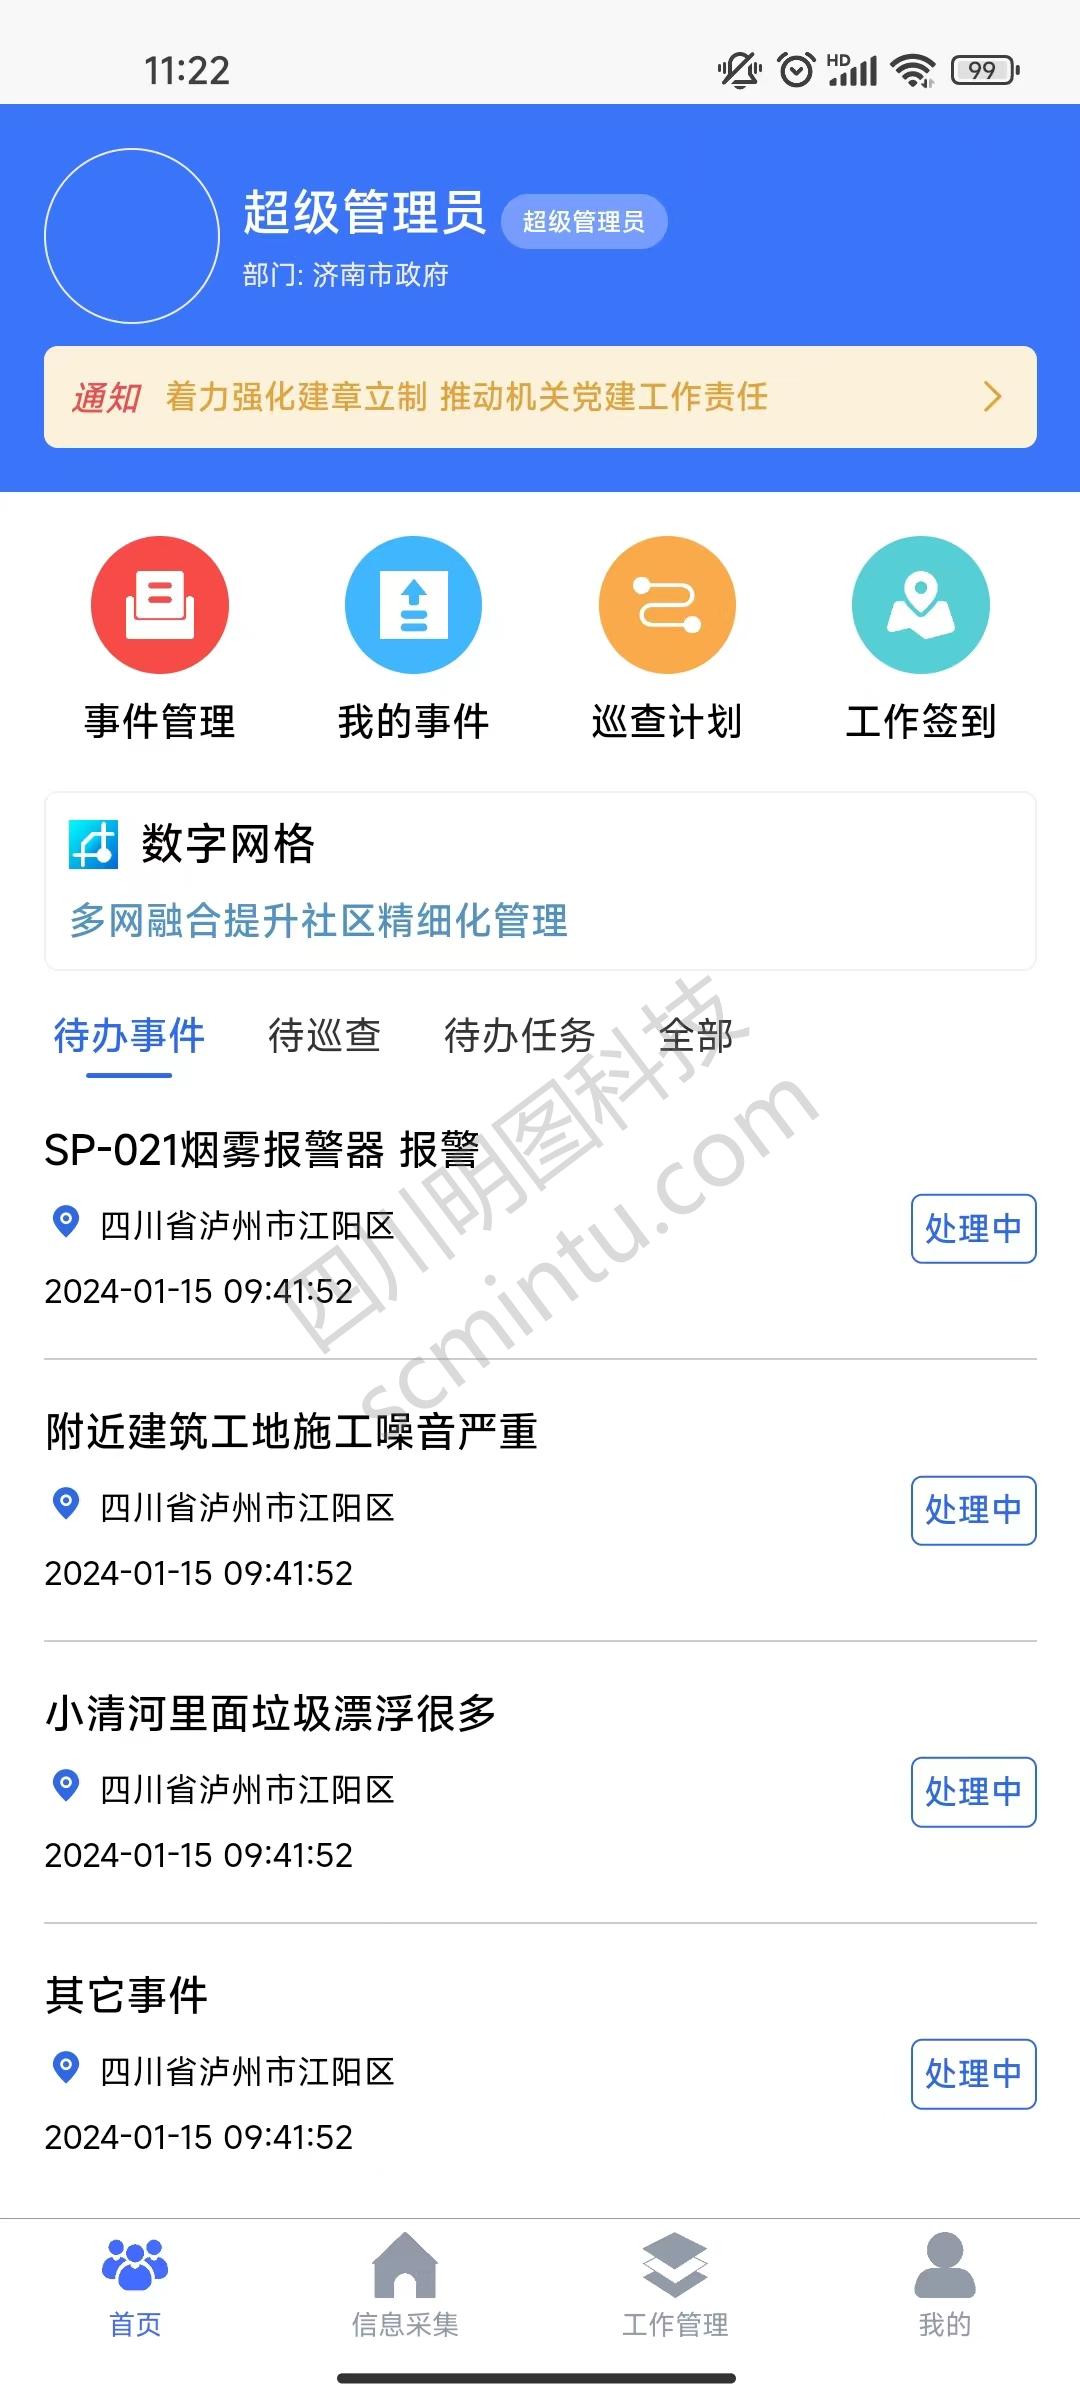 11:22
HD
99
超级管理员 超级管理员
部门: 济南市政府
通知 着力强化建章立制 推动机关党建工作责任
事件管理 我的事件 巡查计划 工作签到
数字网格
多网融合提升社区精细化管理
待办事件 待巡查 待办任务 全部
SP-021烟雾报警器 报警
四川省泸州市江阳区
处理中
2024-01-15 09:41:52
附近建筑工地施工噪音严重
四川省泸州市江阳区
处理中
2024-01-15 09:41:52
小清河里面垃圾漂浮很多
四川省泸州市江阳区
处理中
2024-01-15 09:41:52
其它事件
四川省泸州市江阳区
处理中
2024-01-15 09:41:52
首页 信息采集 工作管理 我的
四川明图科技
scmintu.com